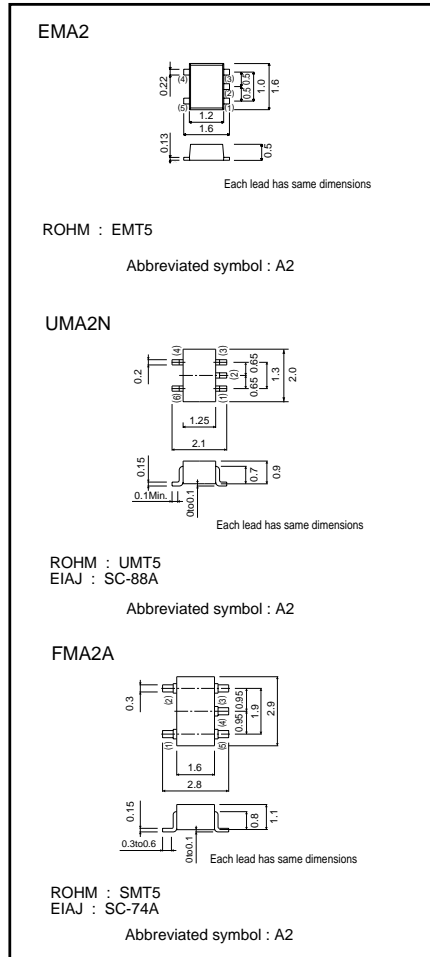 EMA2
0.22
(4)
(3)
(2)
(5)
(1)
0.5 0.5
1.0
1.6
1.2
1.6
0.13
0.5
Each lead has same dimensions
ROHM : EMT5
Abbreviated symbol : A2
UMA2N
0.2
(4)
(3)
(2)
(6)
(1)
0.65
0.65
1.3
2.0
1.25
2.1
0.15
0.1Min.
0to0.1
0.7
0.9
Each lead has same dimensions
ROHM : UMT5
EIAJ : SC-88A
Abbreviated symbol : A2
FMA2A
0.3
(2)
(3)
(4)
(1)
(5)
0.95
0.95
1.9
2.9
1.6
2.8
0.15
0.3to0.6
0to0.1
0.8
1.1
Each lead has same dimensions
ROHM : SMT5
EIAJ : SC-74A
Abbreviated symbol : A2